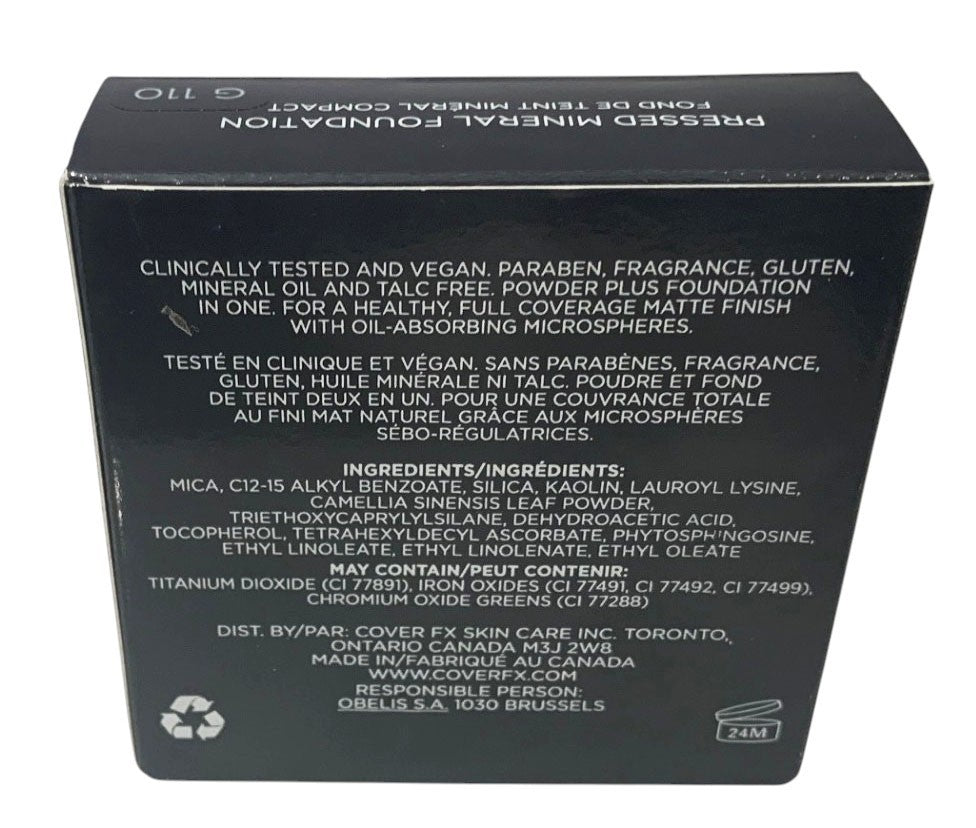 G 110
PRESSED MINERAL FOUNDATION
FOND DE TEINT MINÉRAL COMPACT
CLINICALLY TESTED AND VEGAN. PARABEN, FRAGRANCE, GLUTEN,
MINERAL OIL AND TALC FREE. POWDER PLUS FOUNDATION
IN ONE. FOR A HEALTHY, FULL COVERAGE MATTE FINISH
WITH OIL-ABSORBING MICROSPHERES.
TESTÉ EN CLINIQUE ET VÉGAN. SANS PARABÈNES, FRAGRANCE,
GLUTEN, HUILE MINÉRALE NI TALC. POUDRE ET FOND
DE TEINT DEUX EN UN. POUR UNE COUVRANCE TOTALE
AU FINI MAT NATUREL GRÂCE AUX MICROSPHÈRES
SÉBO-RÉGULATRICES.
INGREDIENTS/INGRÉDIENTS:
MICA, C12-15 ALKYL BENZOATE, SILICA, KAOLIN, LAUROYL LYSINE,
CAMELLIA SINENSIS LEAF POWDER,
TRIETHOXYCAPRYLYLSILANE, DEHYDROACETIC ACID,
TOCOPHEROL, TETRAHEXYLDECYL ASCORBATE, PHYTOSPHINGOSINE,
ETHYL LINOLEATE, ETHYL LINOLENATE, ETHYL OLEATE
MAY CONTAIN/PEUT CONTENIR:
TITANIUM DIOXIDE (CI 77891), IRON OXIDES (CI 77491, CI 77492, CI 77499),
CHROMIUM OXIDE GREENS (CI 77288)
DIST. BY/PAR: COVER FX SKIN CARE INC. TORONTO,
ONTARIO CANADA M3J 2W8
MADE IN/FABRIQUÉ AU CANADA
WWW.COVERFX.COM
RESPONSIBLE PERSON:
OBELIS S.A. 1030 BRUSSELS
24M